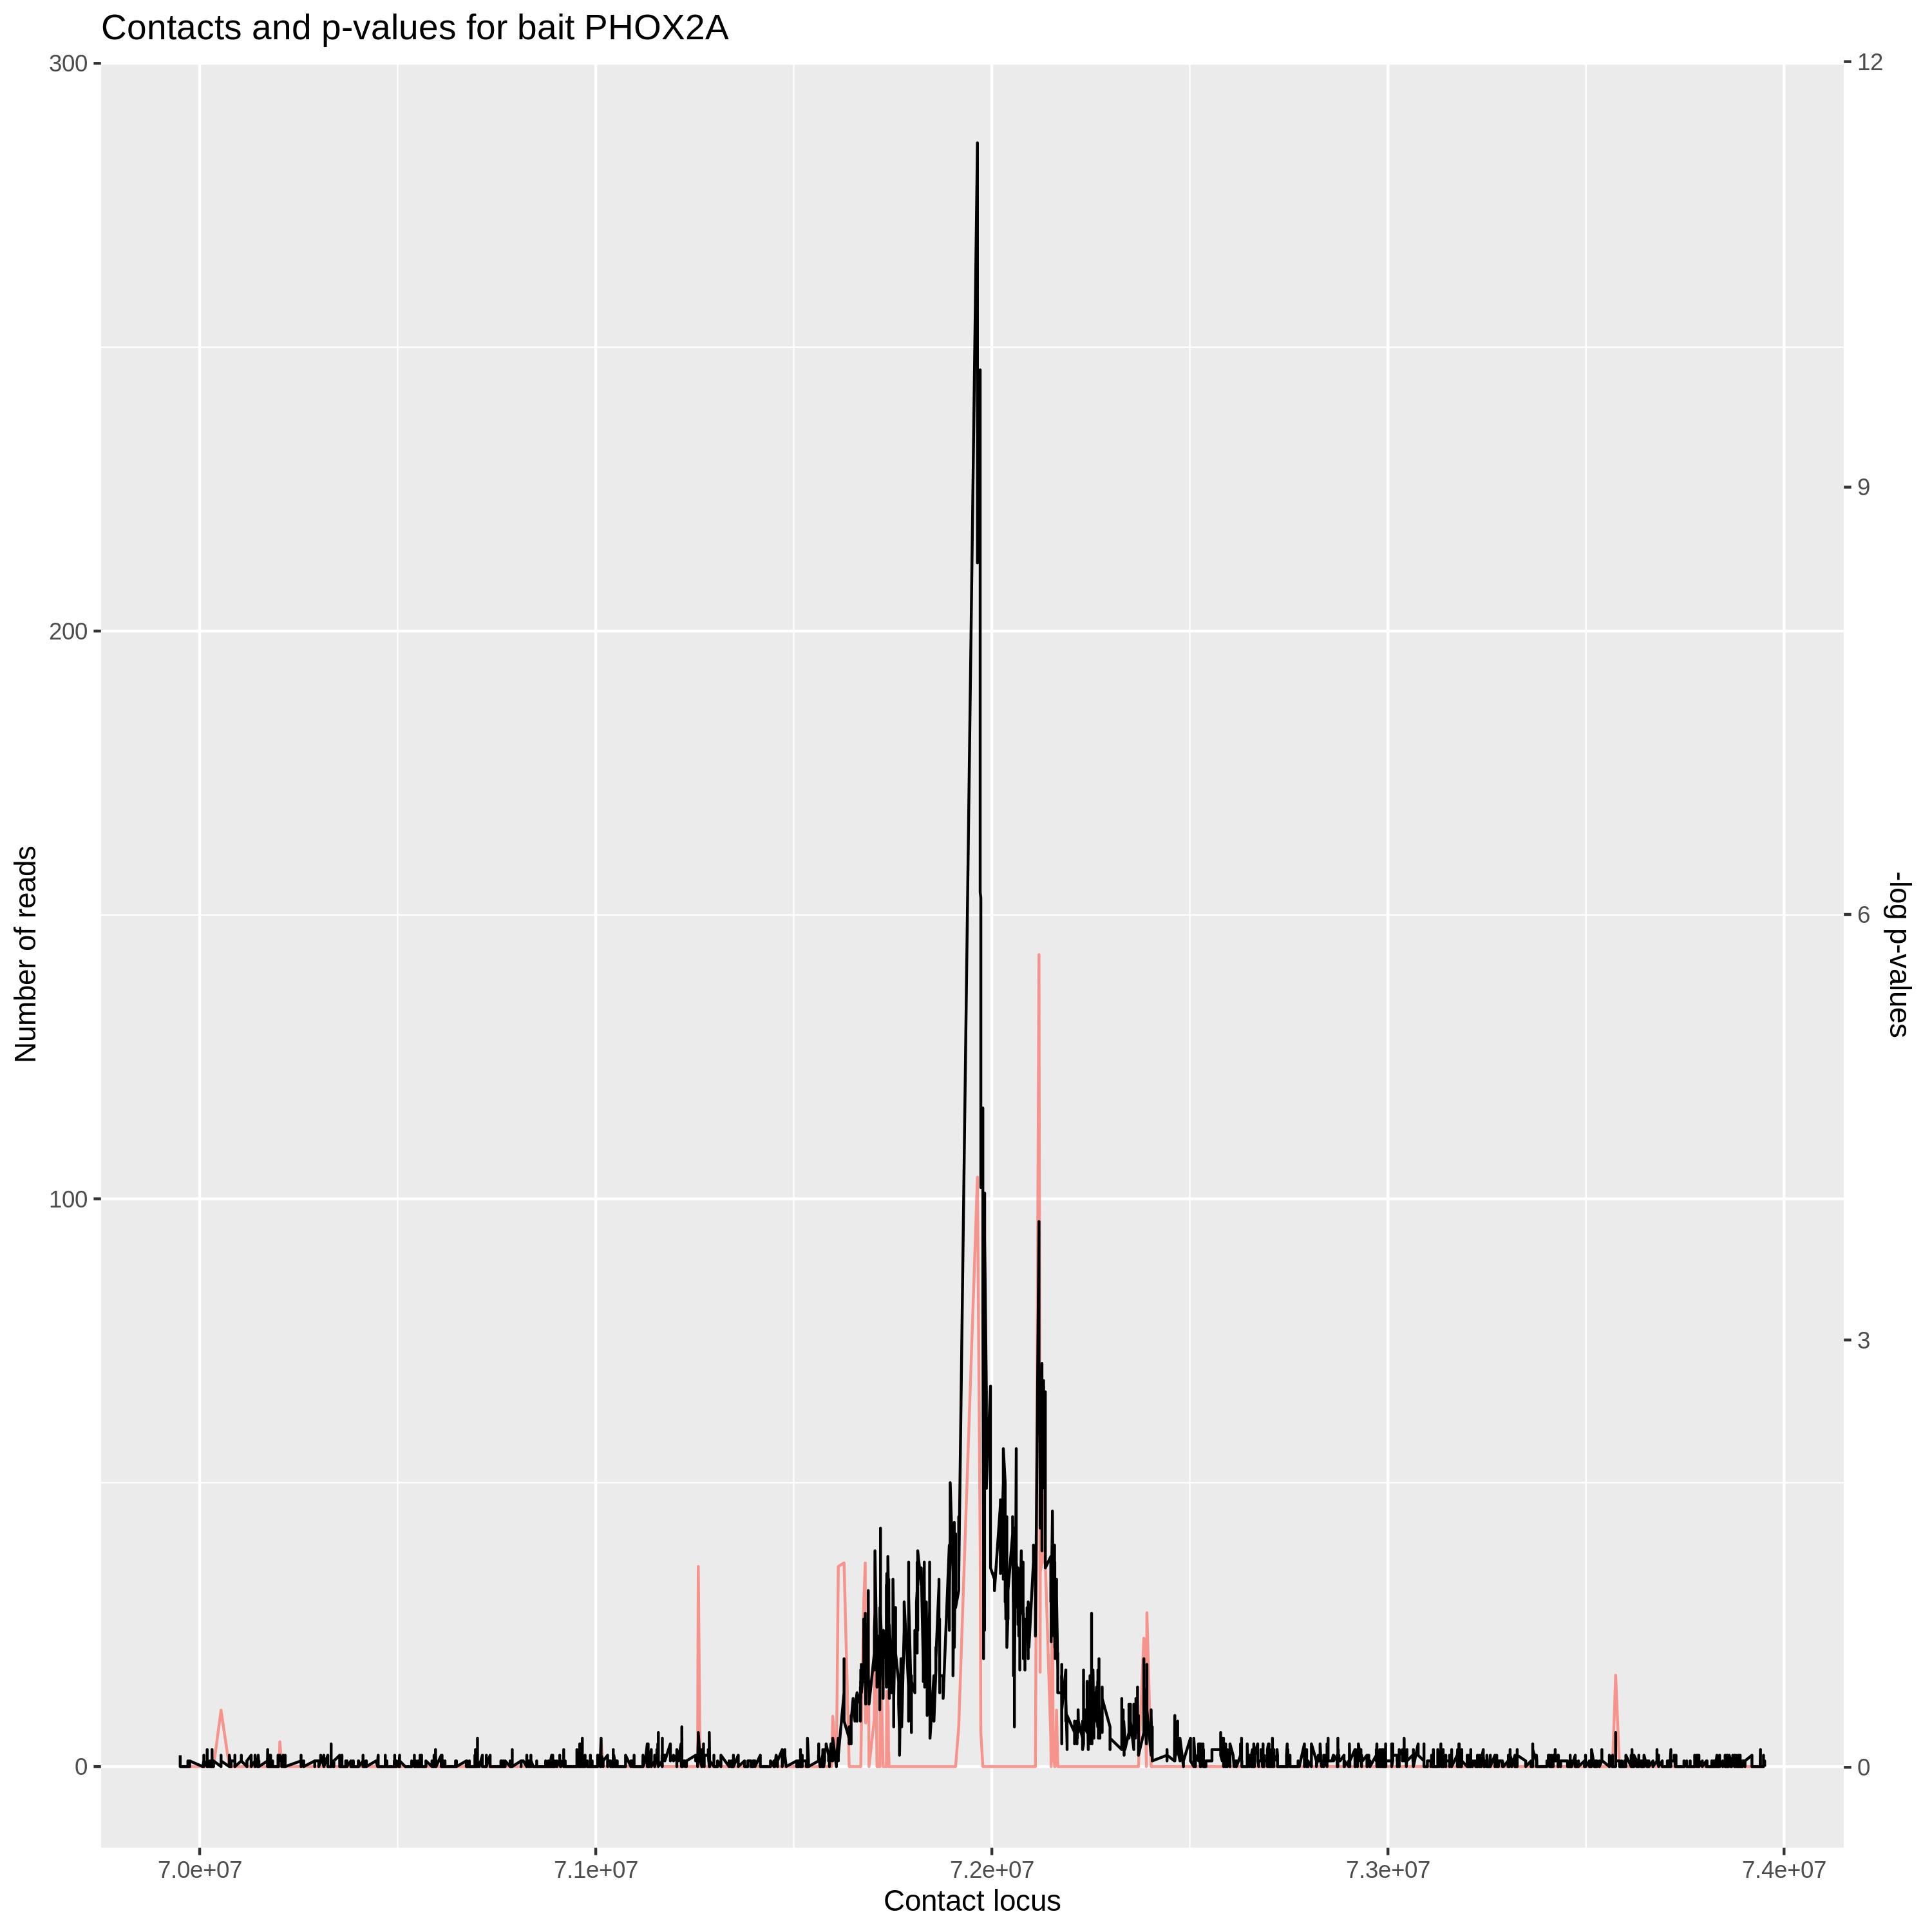 Contacts and p-values for bait PHOX2A
300
200
100
0
Number of reads
12
9
6
3
0
-log p-values
7.0e+07
7.1e+07
7.2e+07
7.3e+07
7.4e+07
Contact locus